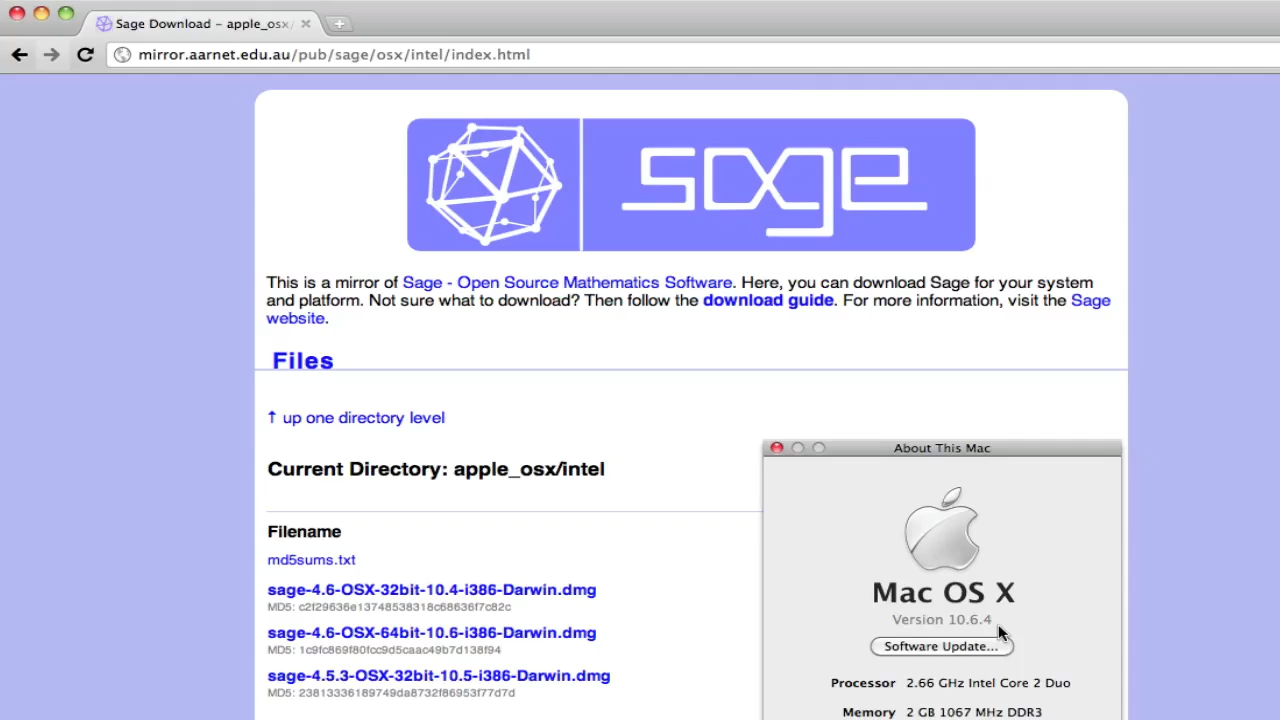 Sage Download – apple_osx/
mirror.aarnet.edu.au/pub/sage/osx/intel/index.html
sage
This is a mirror of Sage - Open Source Mathematics Software. Here, you can download Sage for your system
and platform. Not sure what to download? Then follow the download guide. For more information, visit the Sage
website.
Files
↑ up one directory level
Current Directory: apple_osx/intel
Filename
md5sums.txt
sage-4.6-OSX-32bit-10.4-i386-Darwin.dmg
MD5: c2f29636e13748538318c68636f7c82c
sage-4.6-OSX-64bit-10.6-i386-Darwin.dmg
MD5: 1c9fc869f80fcc9d5caac49b7d138f94
sage-4.5.3-OSX-32bit-10.5-i386-Darwin.dmg
MD5: 23813336189749da8732f86953f77d7d
About This Mac
Mac OS X
Version 10.6.4
Software Update...
Processor 2.66 GHz Intel Core 2 Duo
Memory 2 GB 1067 MHz DDR3